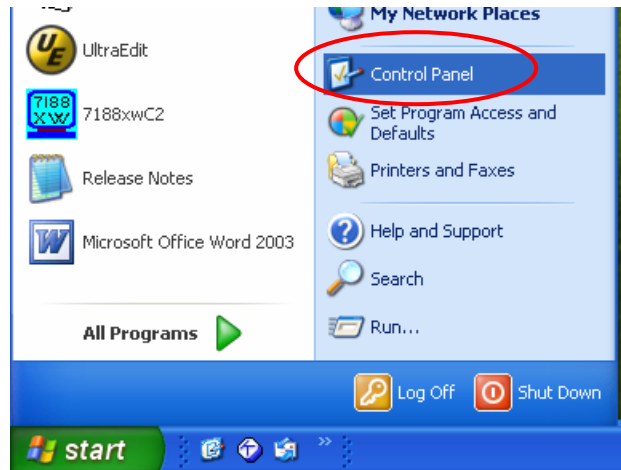 My Network Places
UltraEdit
Control Panel
7188
XW
7188xwC2
Set Program Access and
Defaults
Release Notes
Printers and Faxes
Microsoft Office Word 2003
Help and Support
Search
All Programs
Run...
Log Off
Shut Down
start